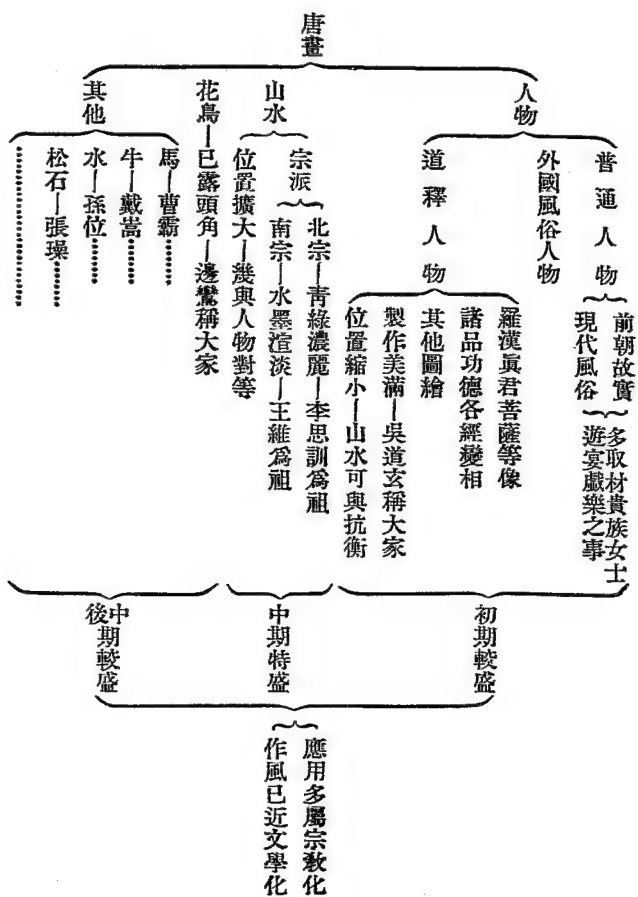 唐畫
人物
普通人物
前朝故實
現代風俗
多取材貴族女士
遊宴戲樂之事
外國風俗人物
道釋人物
羅漢眞君菩薩等像
諸品功德各經變相
其他圖繪
製作美滿—吳道玄稱大家
位置縮小—山水可與抗衡
山水
宗派
北宗—靑綠濃麗—李思訓爲祖
南宗—水墨渲淡—王維爲祖
位置擴大—幾與人物對等
花鳥—已露頭角—邊鸞稱大家
其他
馬—曹霸………
牛—戴嵩………
水—孫位………
松石—張璪………
………………
初期較盛
中期特盛
中後期較盛
應用多屬宗敎化
作風已近文學化